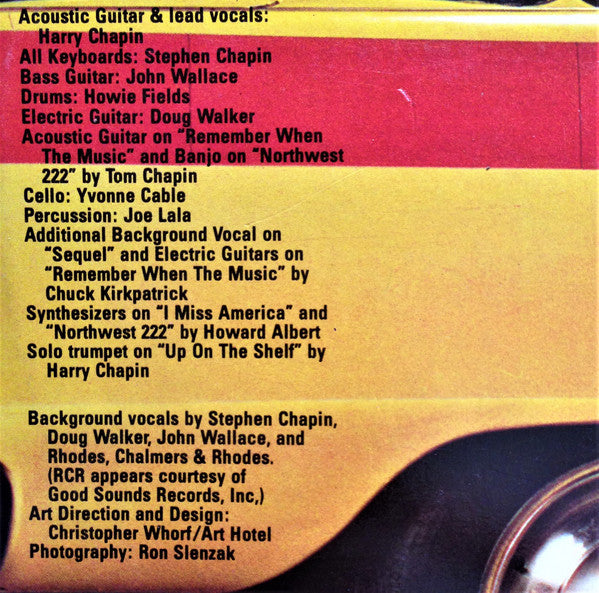 Acoustic Guitar & lead vocals:
Harry Chapin
All Keyboards: Stephen Chapin
Bass Guitar: John Wallace
Drums: Howie Fields
Electric Guitar: Doug Walker
Acoustic Guitar on "Remember When
The Music" and Banjo on "Northwest
222" by Tom Chapin
Cello: Yvonne Cable
Percussion: Joe Lala
Additional Background Vocal on
"Sequel" and Electric Guitars on
"Remember When The Music" by
Chuck Kirkpatrick
Synthesizers on "I Miss America" and
"Northwest 222" by Howard Albert
Solo trumpet on "Up On The Shelf" by
Harry Chapin
Background vocals by Stephen Chapin,
Doug Walker, John Wallace, and
Rhodes, Chalmers & Rhodes.
(RCR appears courtesy of
Good Sounds Records, Inc,)
Art Direction and Design:
Christopher Whorf/Art Hotel
Photography: Ron Slenzak